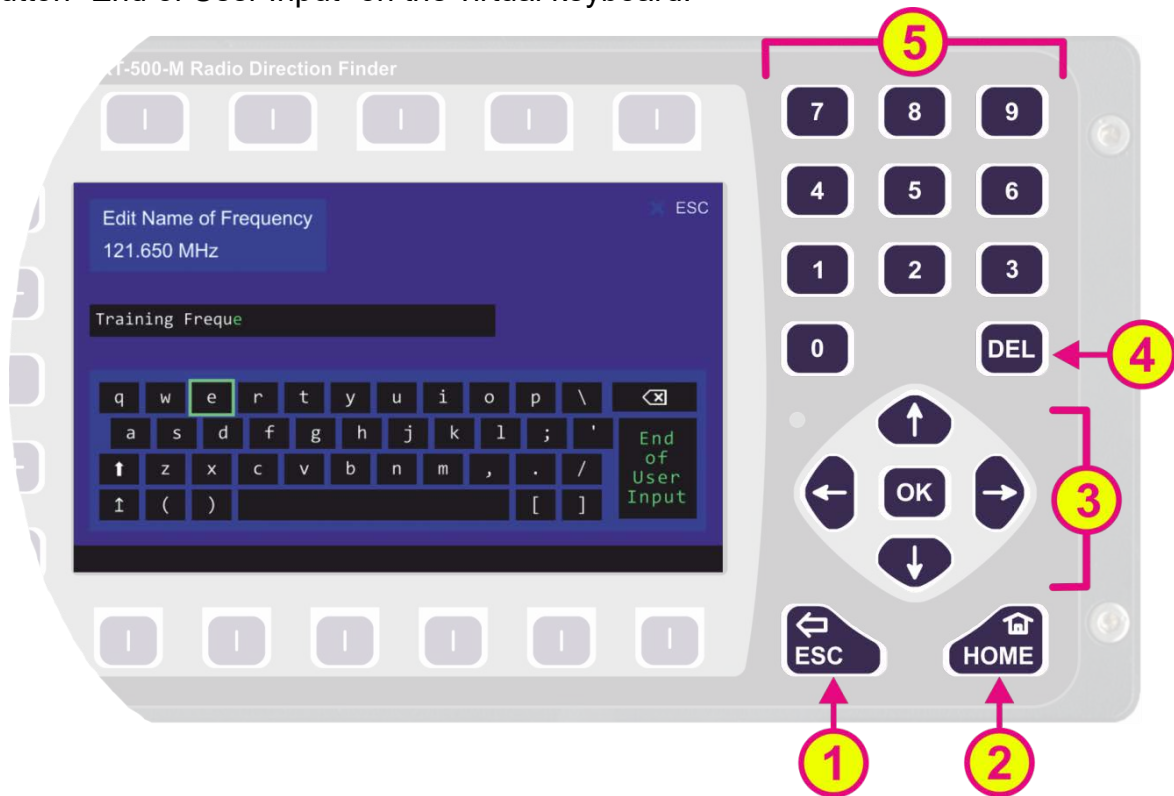 button "End of User Input" on the virtual keyboard.
5
RT-500-M Radio Direction Finder
7 8 9
4 5 6
1 2 3
0 DEL
4
Edit Name of Frequency
121.650 MHz
ESC
Training Freque
q w e r t y u i o p \
a s d f g h j k l ; '
z x c v b n m , . /
( ) [ ]
End
of
User
Input
OK
3
ESC
HOME
1
2